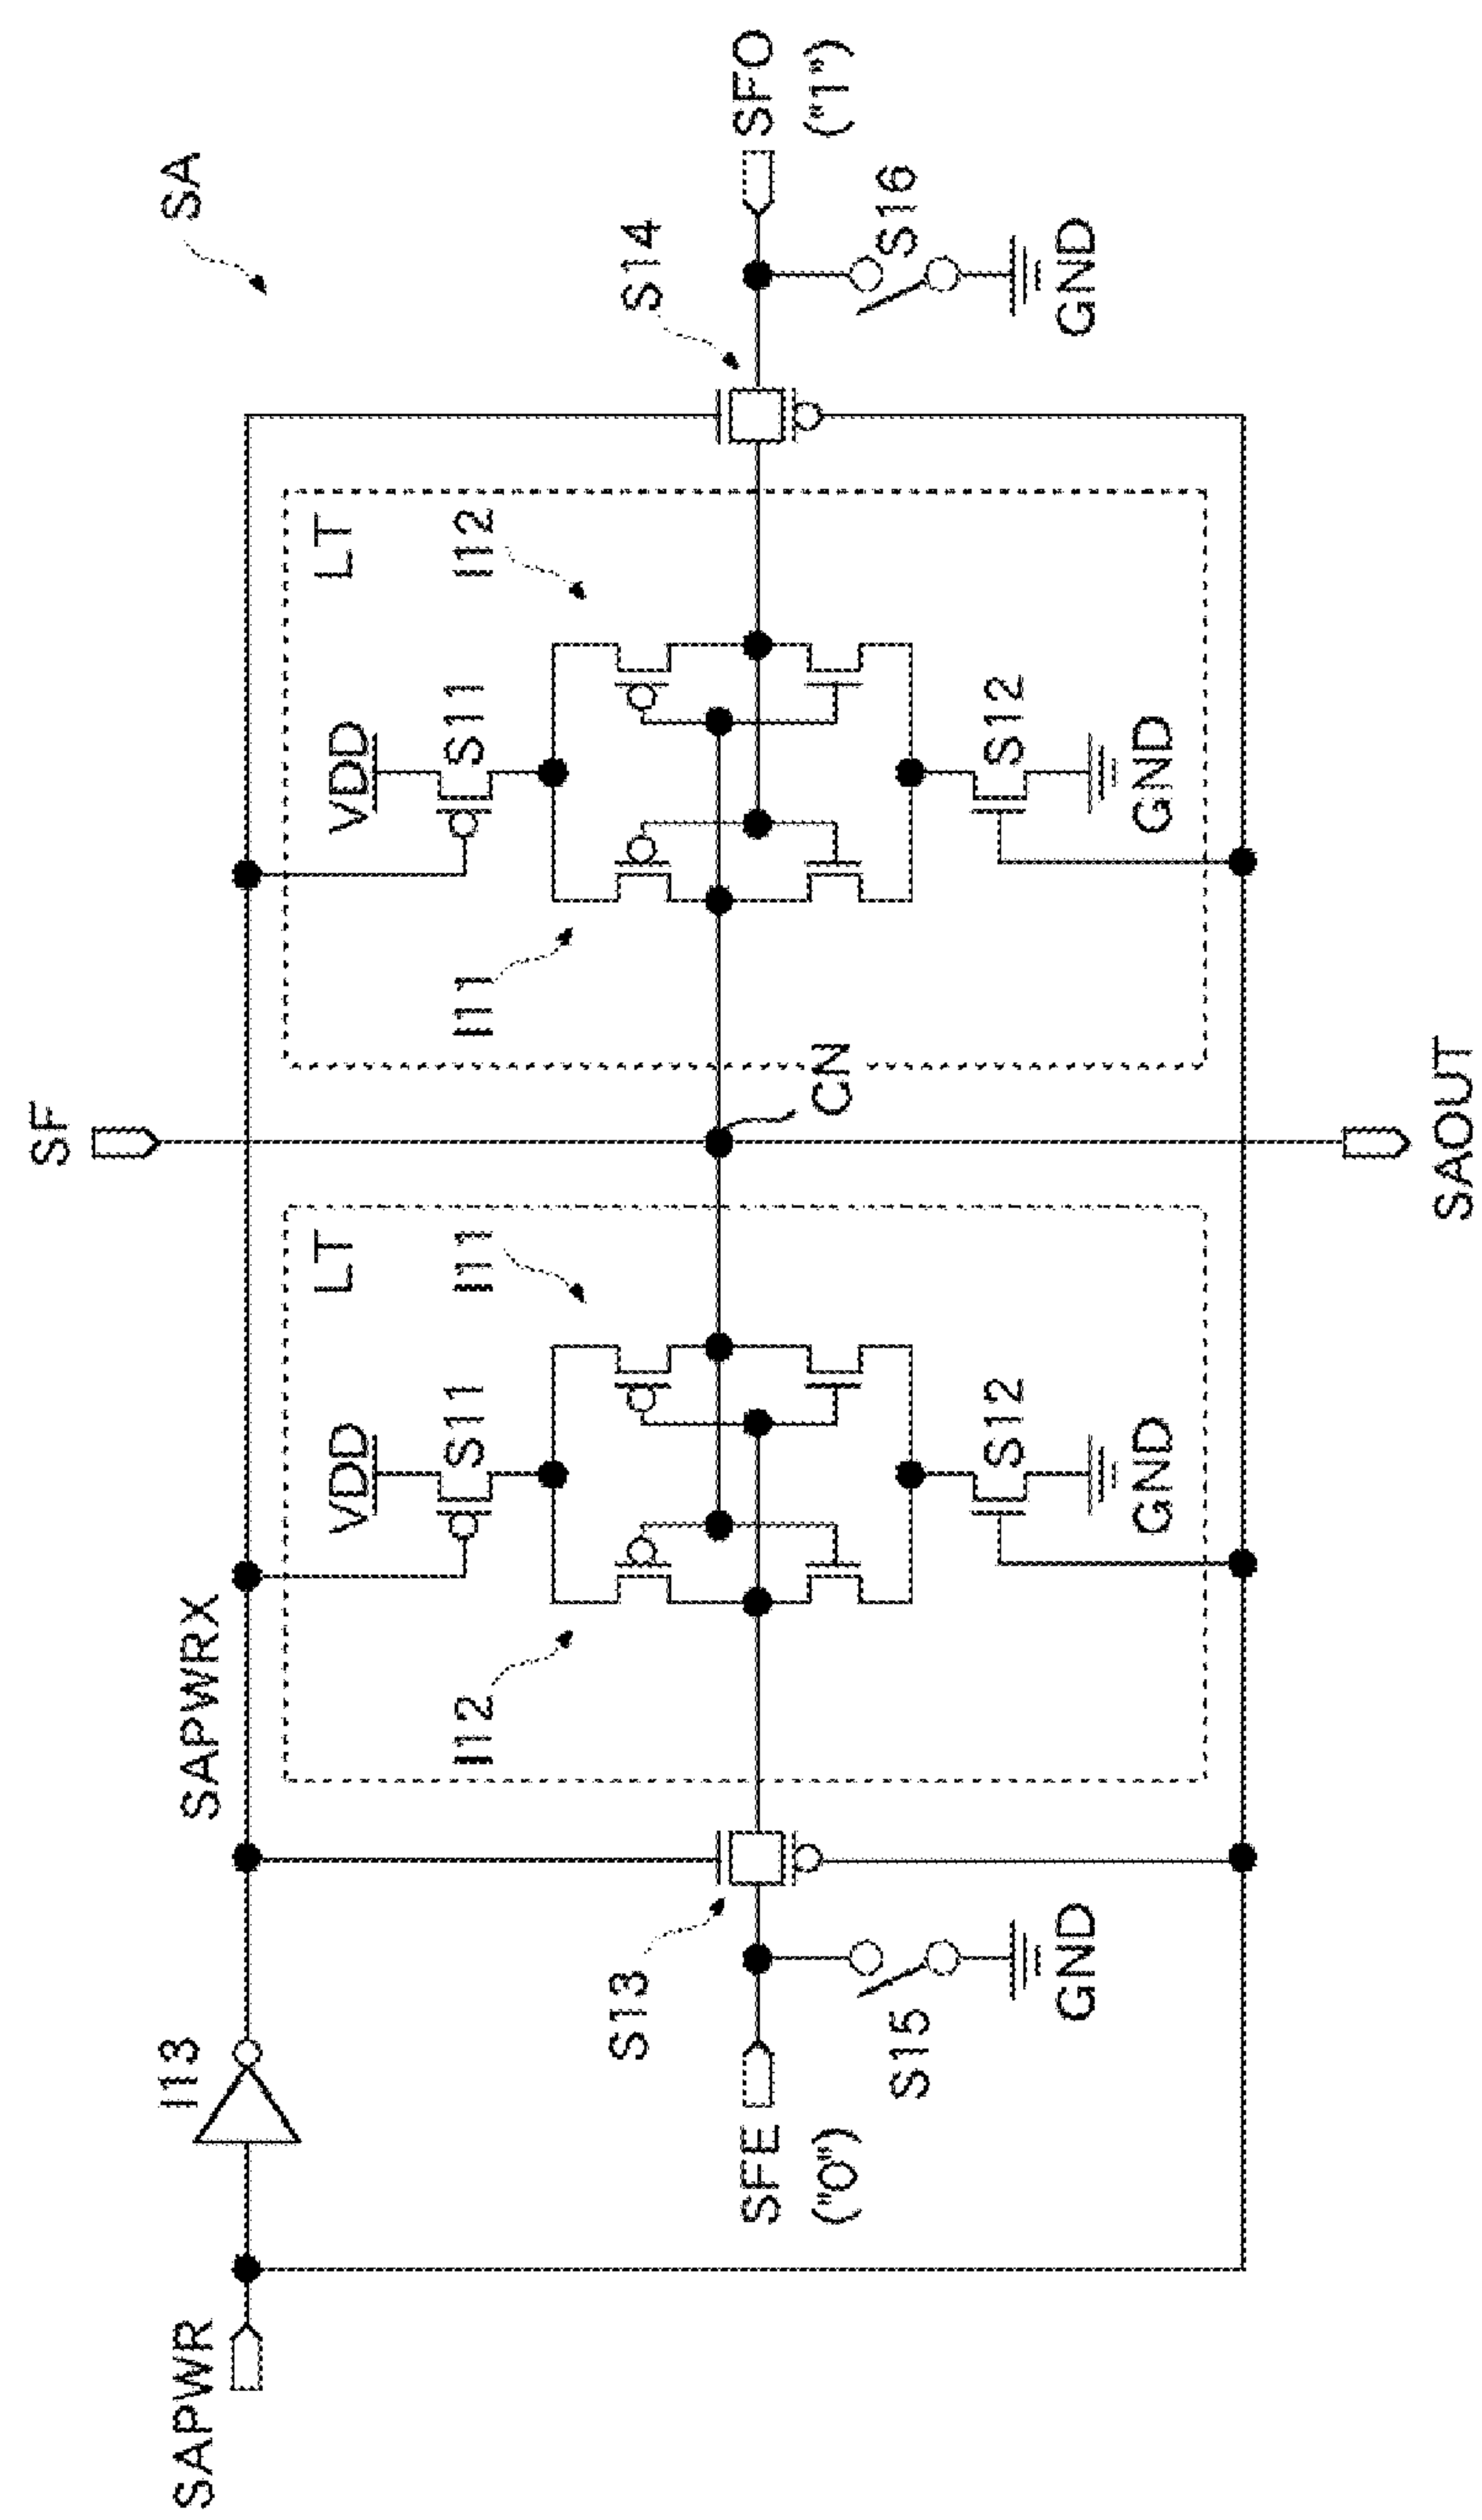 SA
SF
SAPWR
I13
SAPWRX
LT
LT
VDD
S11
VDD
S11
I12
I11
I11
I12
SFE
("0")
S13
CN
S14
SFO
("1")
S15
GND
S12
GND
S12
GND
S16
GND
SAOUT